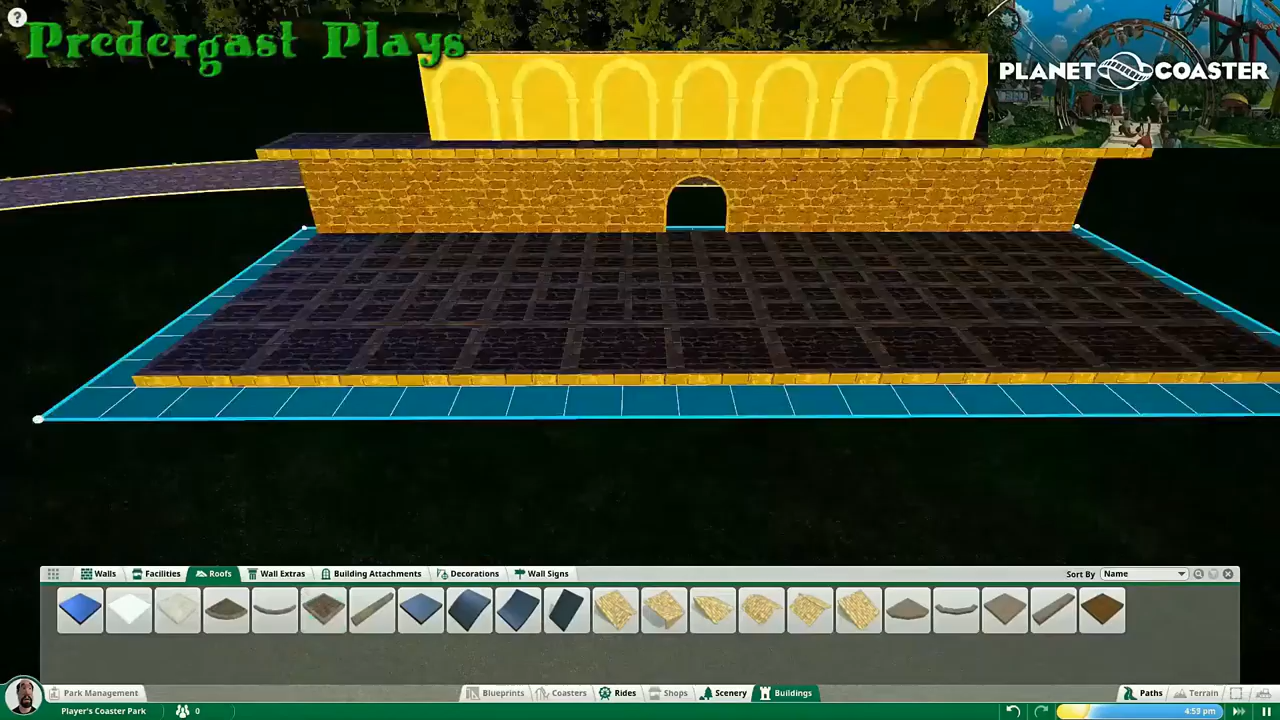 ?
Predergast Plays
PLANET COASTER
Walls Facilities Roofs Wall Extras Building Attachments Decorations Wall Signs Sort By Name
Park Management Blueprints Coasters Rides Shops Scenery Buildings Paths Terrain
Player's Coaster Park 0 4:53 pm